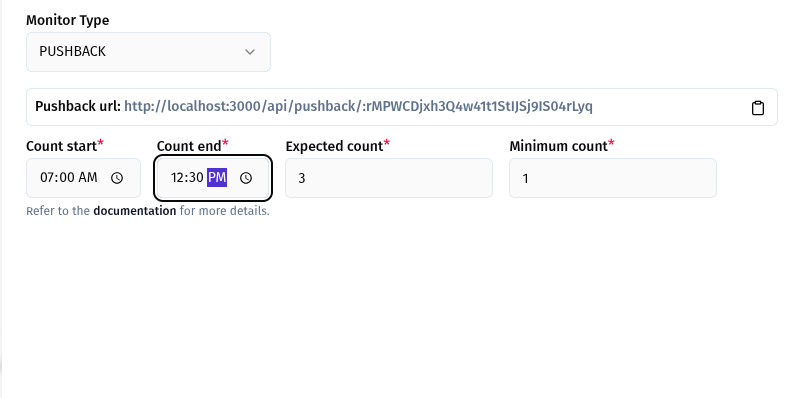 Monitor Type
PUSHBACK
Pushback url: http://localhost:3000/api/pushback/:rMPWCDjxh3Q4w41t1StIJSj9IS04rLyq
Count start* Count end* Expected count* Minimum count*
07:00 AM 12:30 PM 3 1
Refer to the documentation for more details.